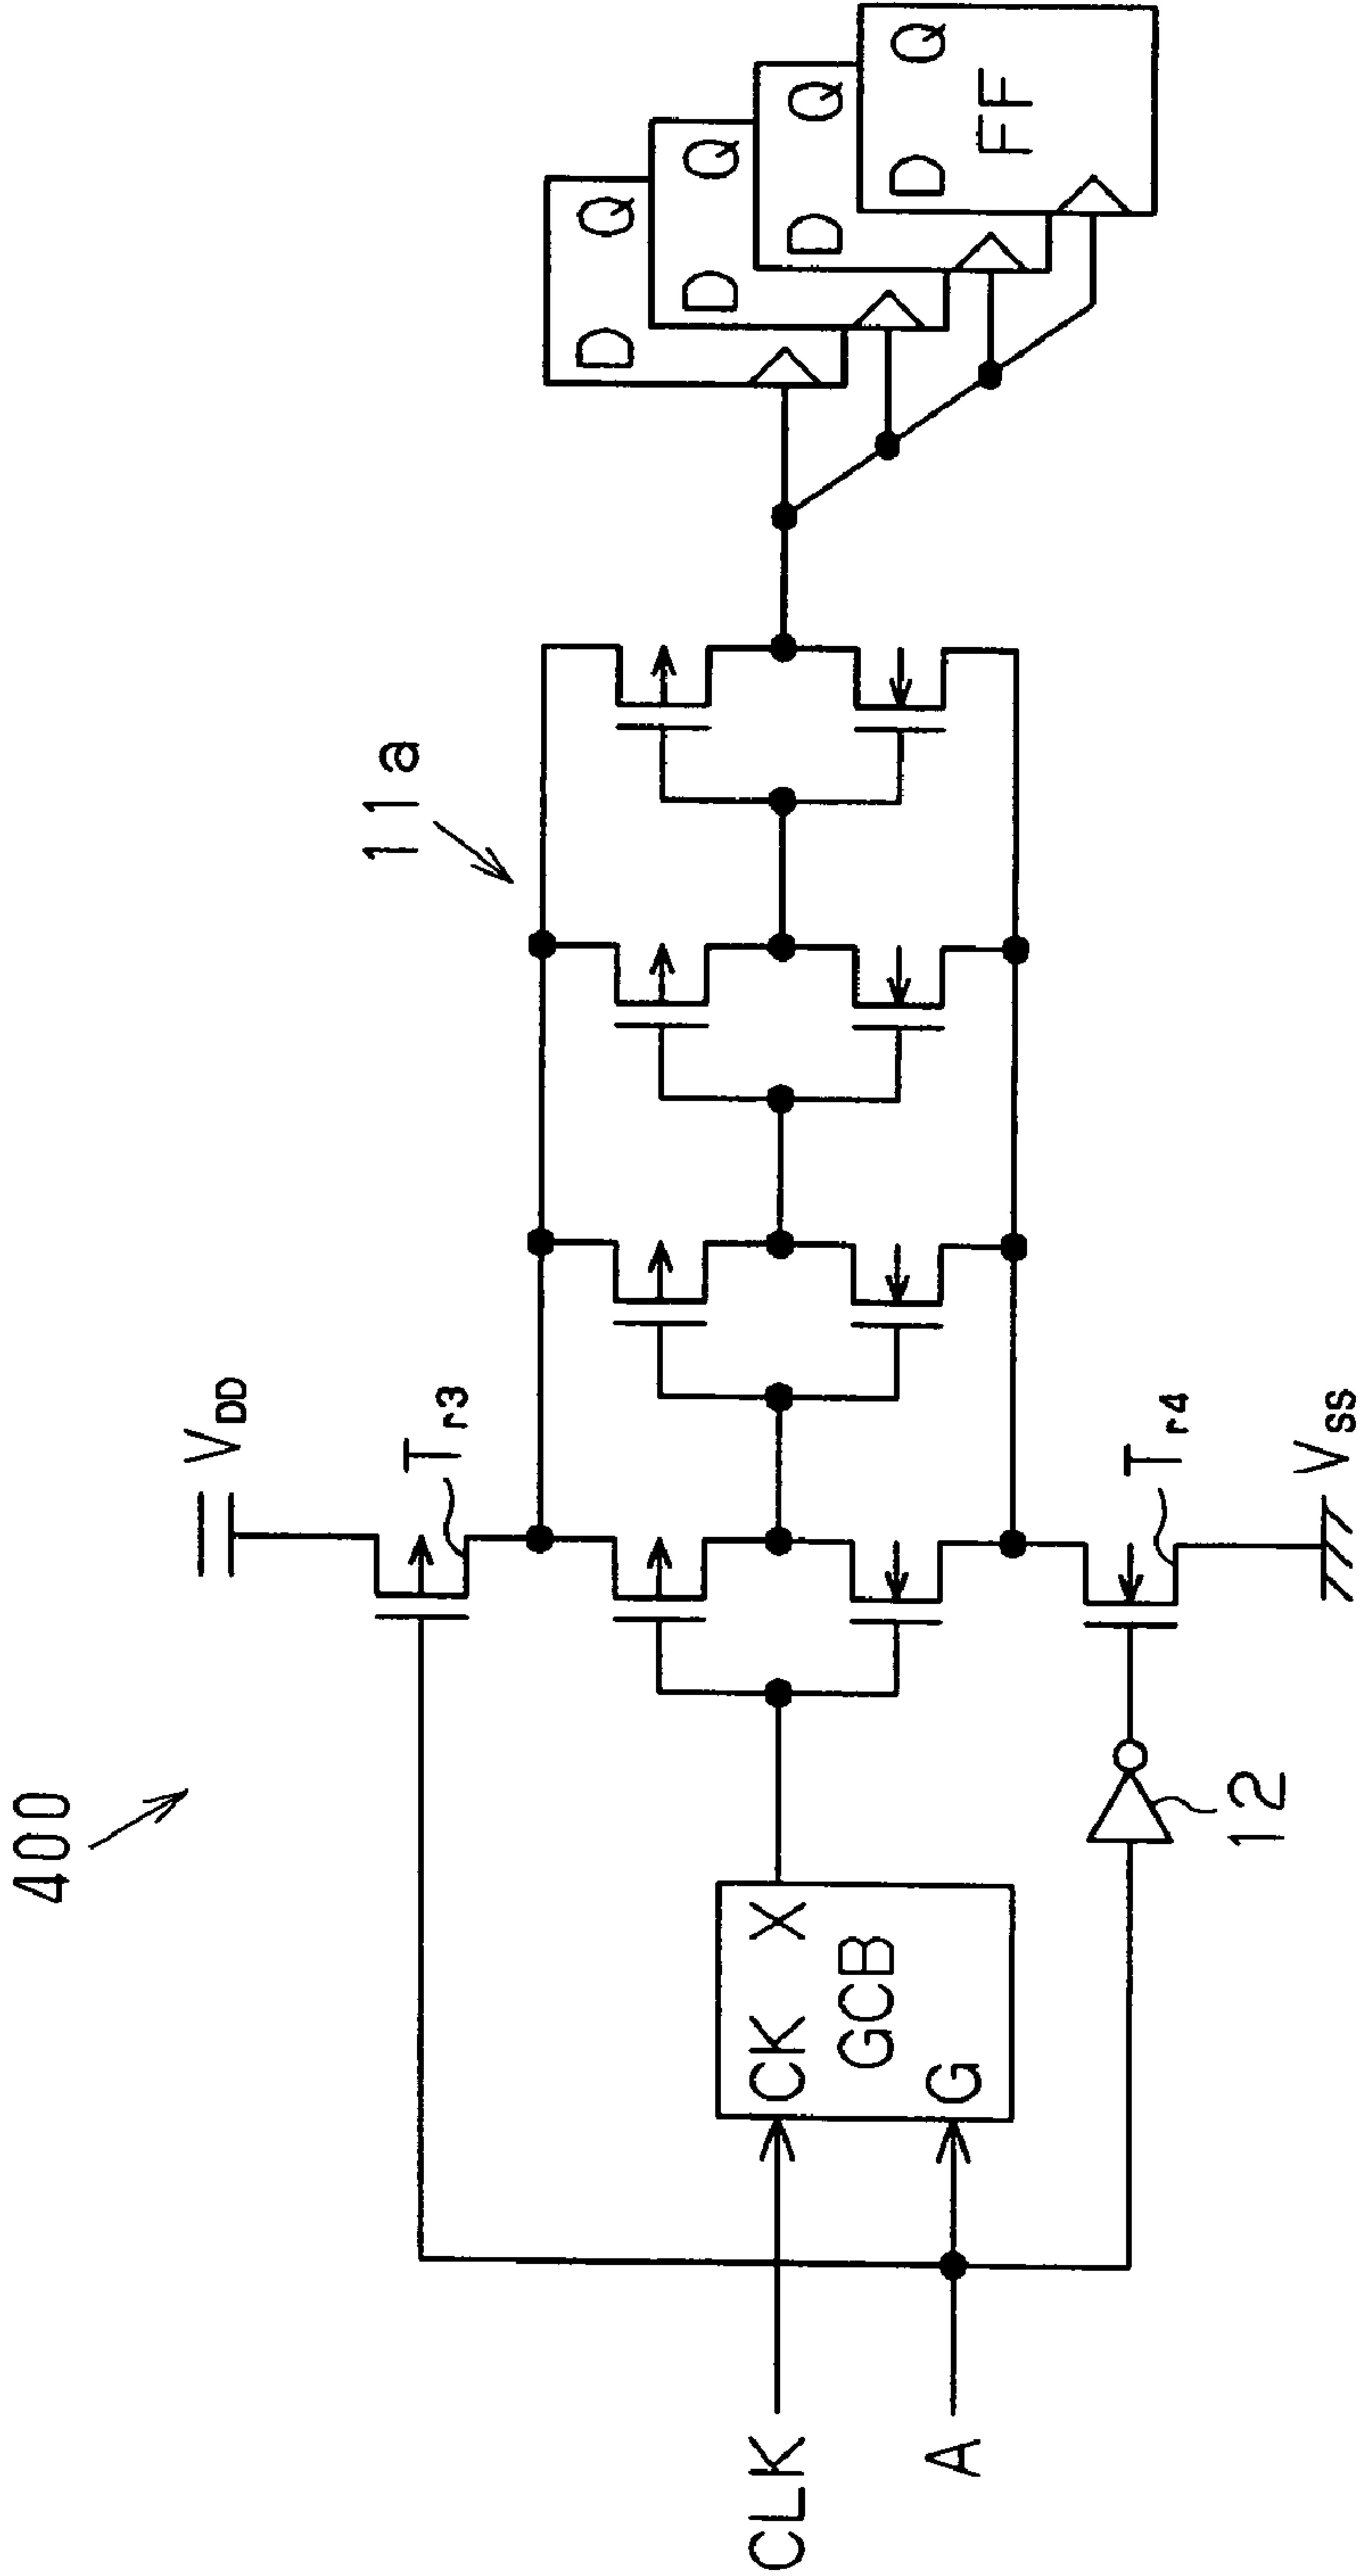 400
V_DD
T_r3
11a
D Q
D Q
D Q
D Q
FF
CLK
CK X
GCB
G
A
12
T_r4
V_SS